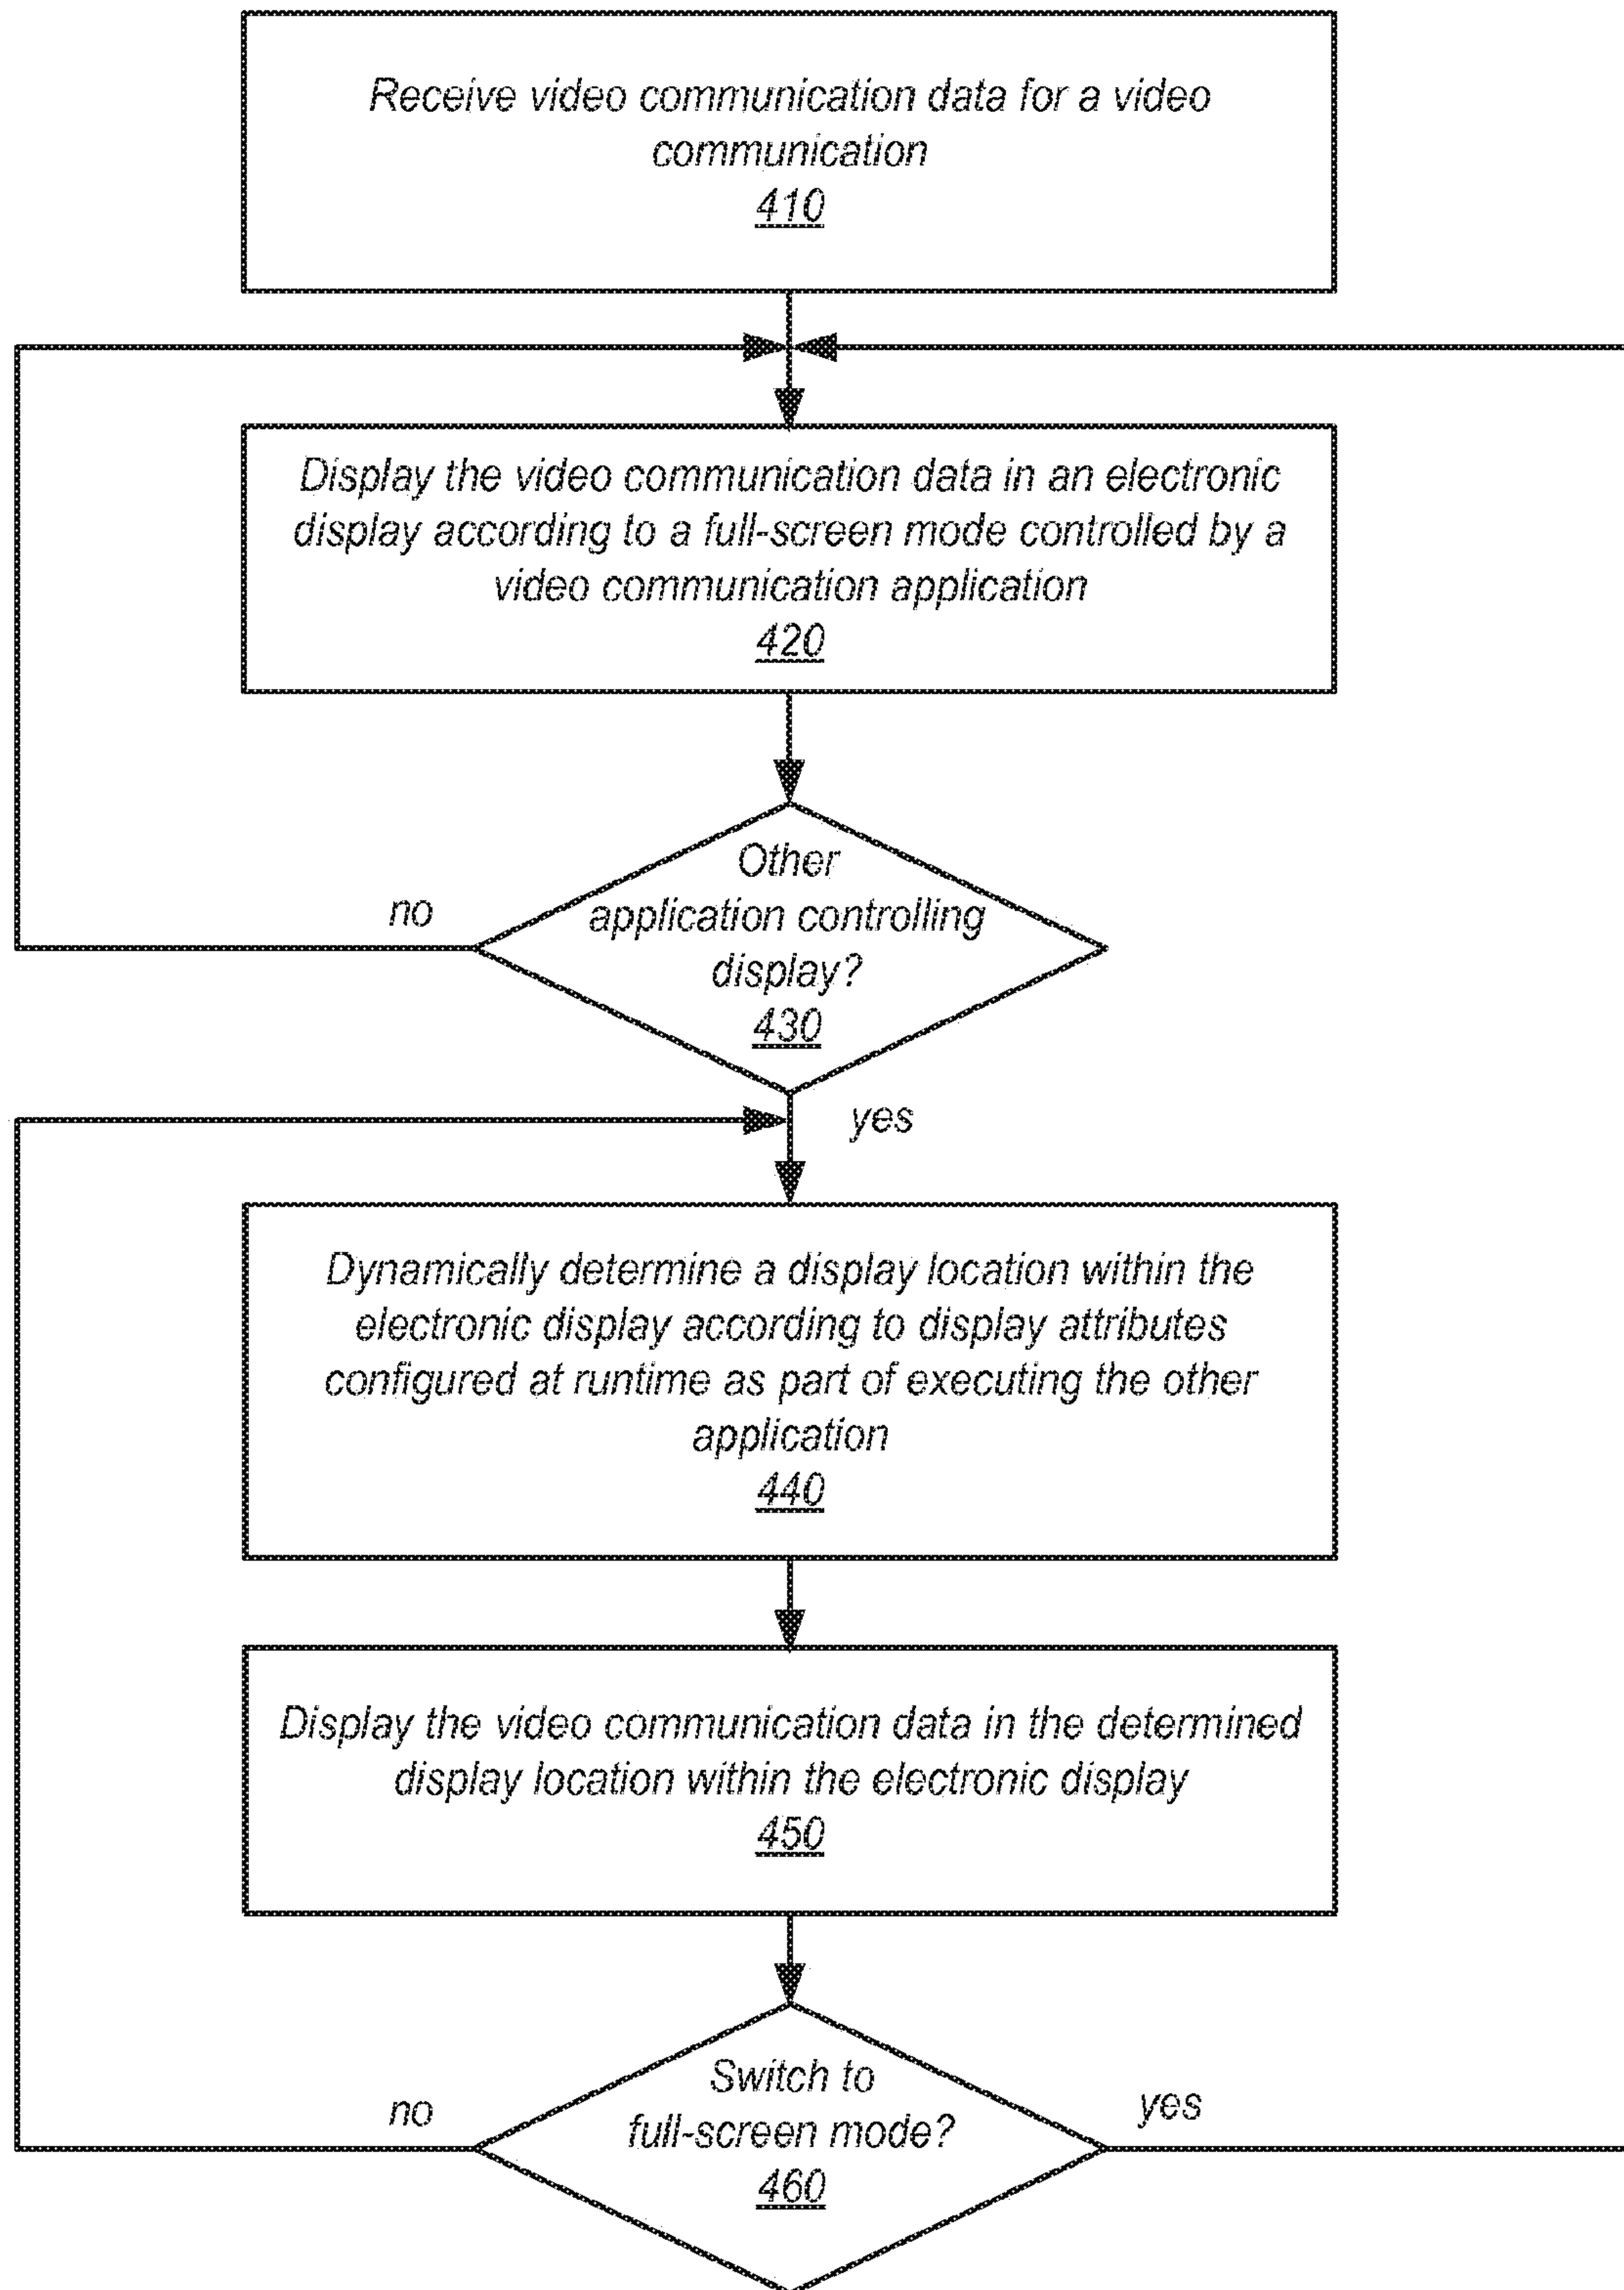 Receive video communication data for a video
communication
410
Display the video communication data in an electronic
display according to a full-screen mode controlled by a
video communication application
420
Other
application controlling
display?
430
no
yes
Dynamically determine a display location within the
electronic display according to display attributes
configured at runtime as part of executing the other
application
440
Display the video communication data in the determined
display location within the electronic display
450
Switch to
full-screen mode?
460
no
yes